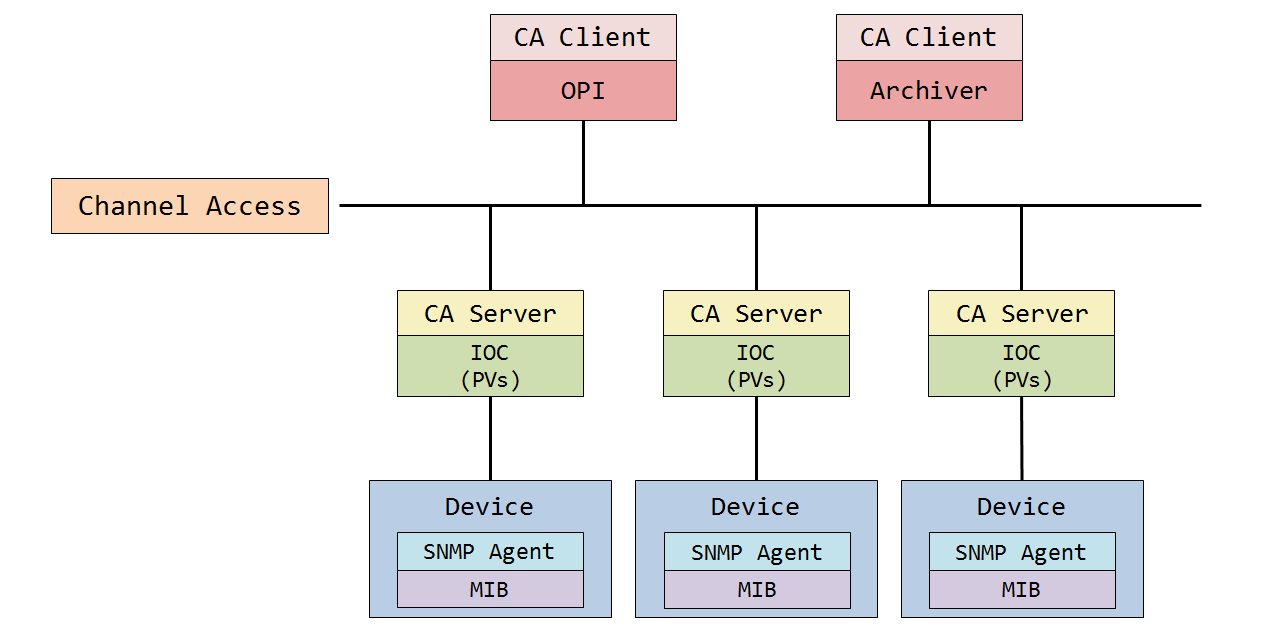 CA Client
OPI
CA Client
Archiver
Channel Access
CA Server
IOC
(PVs)
CA Server
IOC
(PVs)
CA Server
IOC
(PVs)
Device
SNMP Agent
MIB
Device
SNMP Agent
MIB
Device
SNMP Agent
MIB